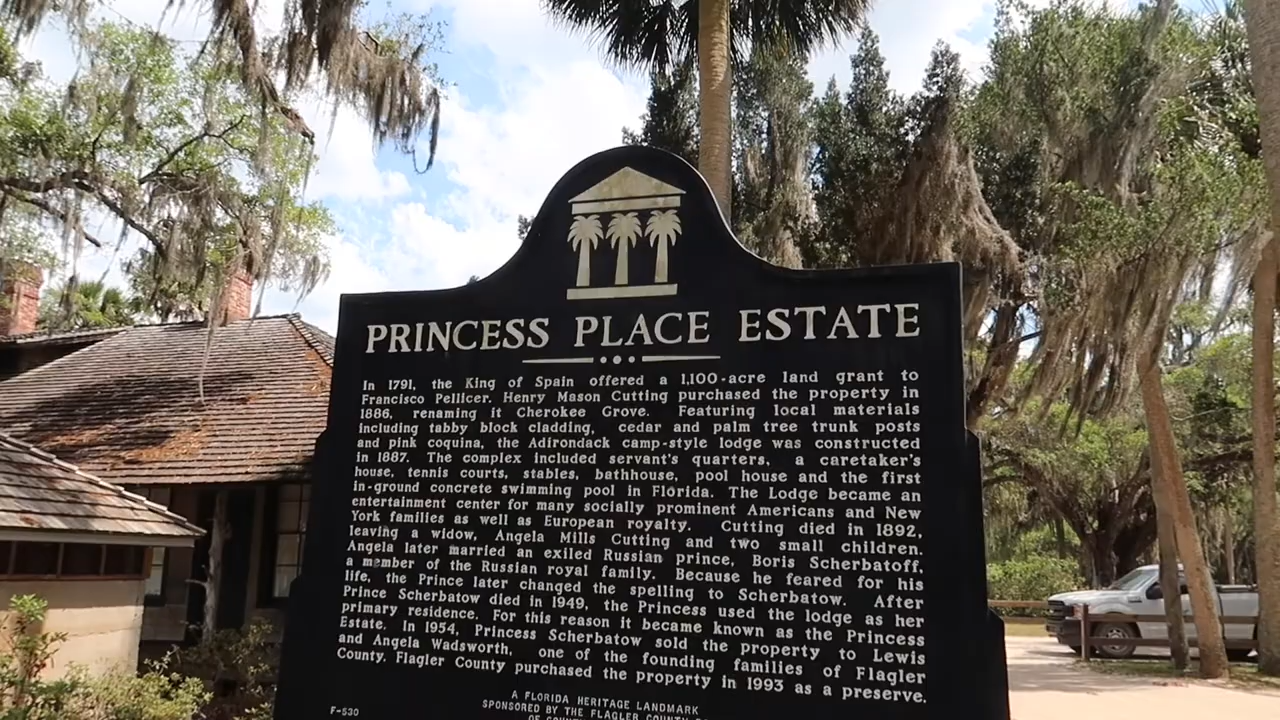 PRINCESS PLACE ESTATE
In 1791, the King of Spain offered a 1,100-acre land grant to
Francisco Pellicer. Henry Mason Cutting purchased the property in
1886, renaming it Cherokee Grove. Featuring local materials
including tabby block cladding, cedar and palm tree trunk posts
and pink coquina, the Adirondack camp-style lodge was constructed
in 1887. The complex included servant's quarters, a caretaker's
house, tennis courts, stables, bathhouse, pool house and the first
in-ground concrete swimming pool in Florida. The Lodge became an
entertainment center for many socially prominent Americans and New
York families as well as European royalty. Cutting died in 1892,
leaving a widow, Angela Mills Cutting and two small children.
Angela later married an exiled Russian prince, Boris Scherbatoff,
a member of the Russian royal family. Because he feared for his
life, the Prince later changed the spelling to Scherbatow. After
Prince Scherbatow died in 1949, the Princess used the lodge as her
primary residence. For this reason it became known as the Princess
Estate. In 1954, Princess Scherbatow sold the property to Lewis
and Angela Wadsworth, one of the founding families of Flagler
County. Flagler County purchased the property in 1993 as a preserve.
A FLORIDA HERITAGE LANDMARK
F-530
SPONSORED BY THE FLAGLER COUNTY